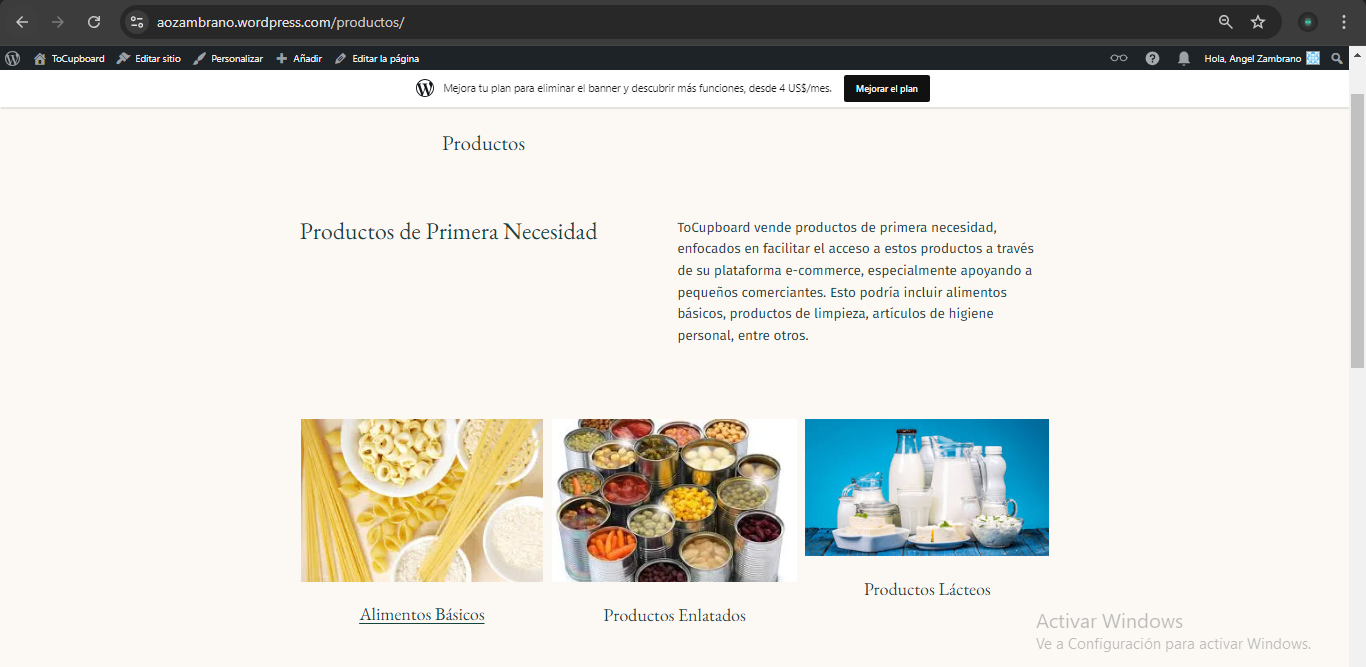 aozambrano.wordpress.com/productos/
ToCupboard Editar sitio Personalizar Añadir Editar la página Hola, Angel Zambrano
Mejora tu plan para eliminar el banner y descubrir más funciones, desde 4 US$/mes. Mejorar el plan
Productos
Productos de Primera Necesidad
ToCupboard vende productos de primera necesidad,
enfocados en facilitar el acceso a estos productos a través
de su plataforma e-commerce, especialmente apoyando a
pequeños comerciantes. Esto podría incluir alimentos
básicos, productos de limpieza, artículos de higiene
personal, entre otros.
Alimentos Básicos
Productos Enlatados
Productos Lácteos
Activar Windows
Ve a Configuración para activar Windows.